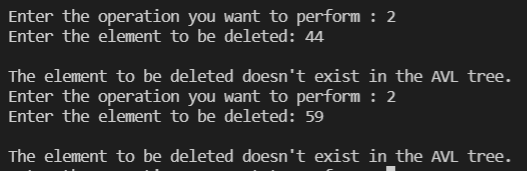 Enter the operation you want to perform : 2
Enter the element to be deleted: 44
The element to be deleted doesn't exist in the AVL tree.
Enter the operation you want to perform : 2
Enter the element to be deleted: 59
The element to be deleted doesn't exist in the AVL tree.